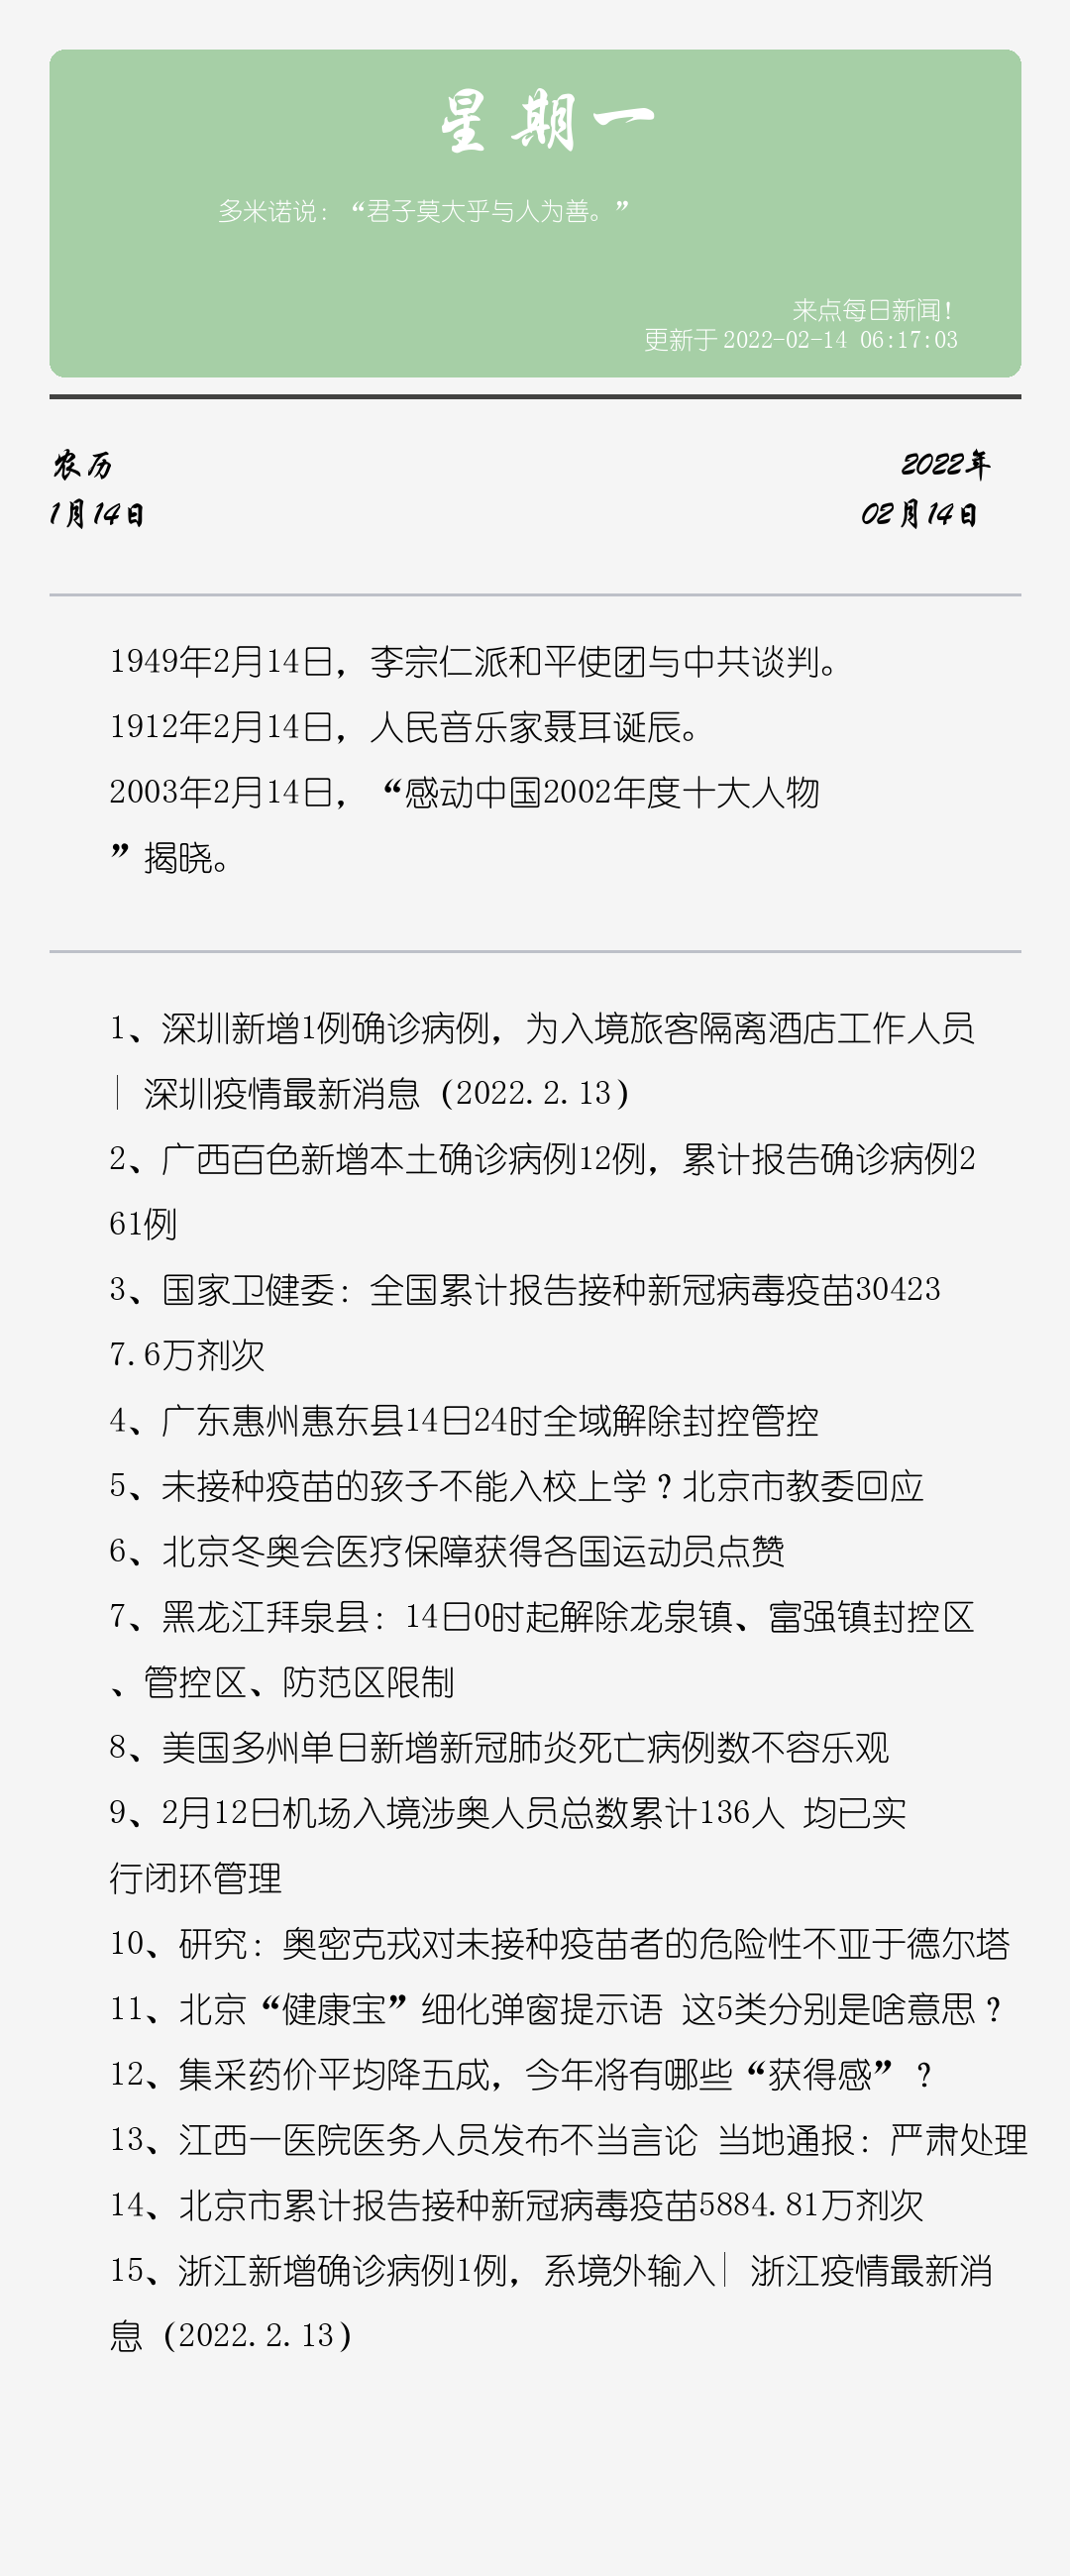 星期一
多米诺说：“君子莫大乎与人为善。”
来点每日新闻！
更新于 2022-02-14 06:17:03
农历
2022年
1月14日
02月14日
1949年2月14日，李宗仁派和平使团与中共谈判。
1912年2月14日，人民音乐家聂耳诞辰。
2003年2月14日，“感动中国2002年度十大人物
”揭晓。
1、深圳新增1例确诊病例，为入境旅客隔离酒店工作人员
| 深圳疫情最新消息（2022.2.13）
2、广西百色新增本土确诊病例12例，累计报告确诊病例2
61例
3、国家卫健委：全国累计报告接种新冠病毒疫苗30423
7.6万剂次
4、广东惠州惠东县14日24时全域解除封控管控
5、未接种疫苗的孩子不能入校上学？北京市教委回应
6、北京冬奥会医疗保障获得各国运动员点赞
7、黑龙江拜泉县：14日0时起解除龙泉镇、富强镇封控区
、管控区、防范区限制
8、美国多州单日新增新冠肺炎死亡病例数不容乐观
9、2月12日机场入境涉奥人员总数累计136人 均已实
行闭环管理
10、研究：奥密克戎对未接种疫苗者的危险性不亚于德尔塔
11、北京“健康宝”细化弹窗提示语 这5类分别是啥意思？
12、集采药价平均降五成，今年将有哪些“获得感”？
13、江西一医院医务人员发布不当言论 当地通报：严肃处理
14、北京市累计报告接种新冠病毒疫苗5884.81万剂次
15、浙江新增确诊病例1例，系境外输入| 浙江疫情最新消
息（2022.2.13）